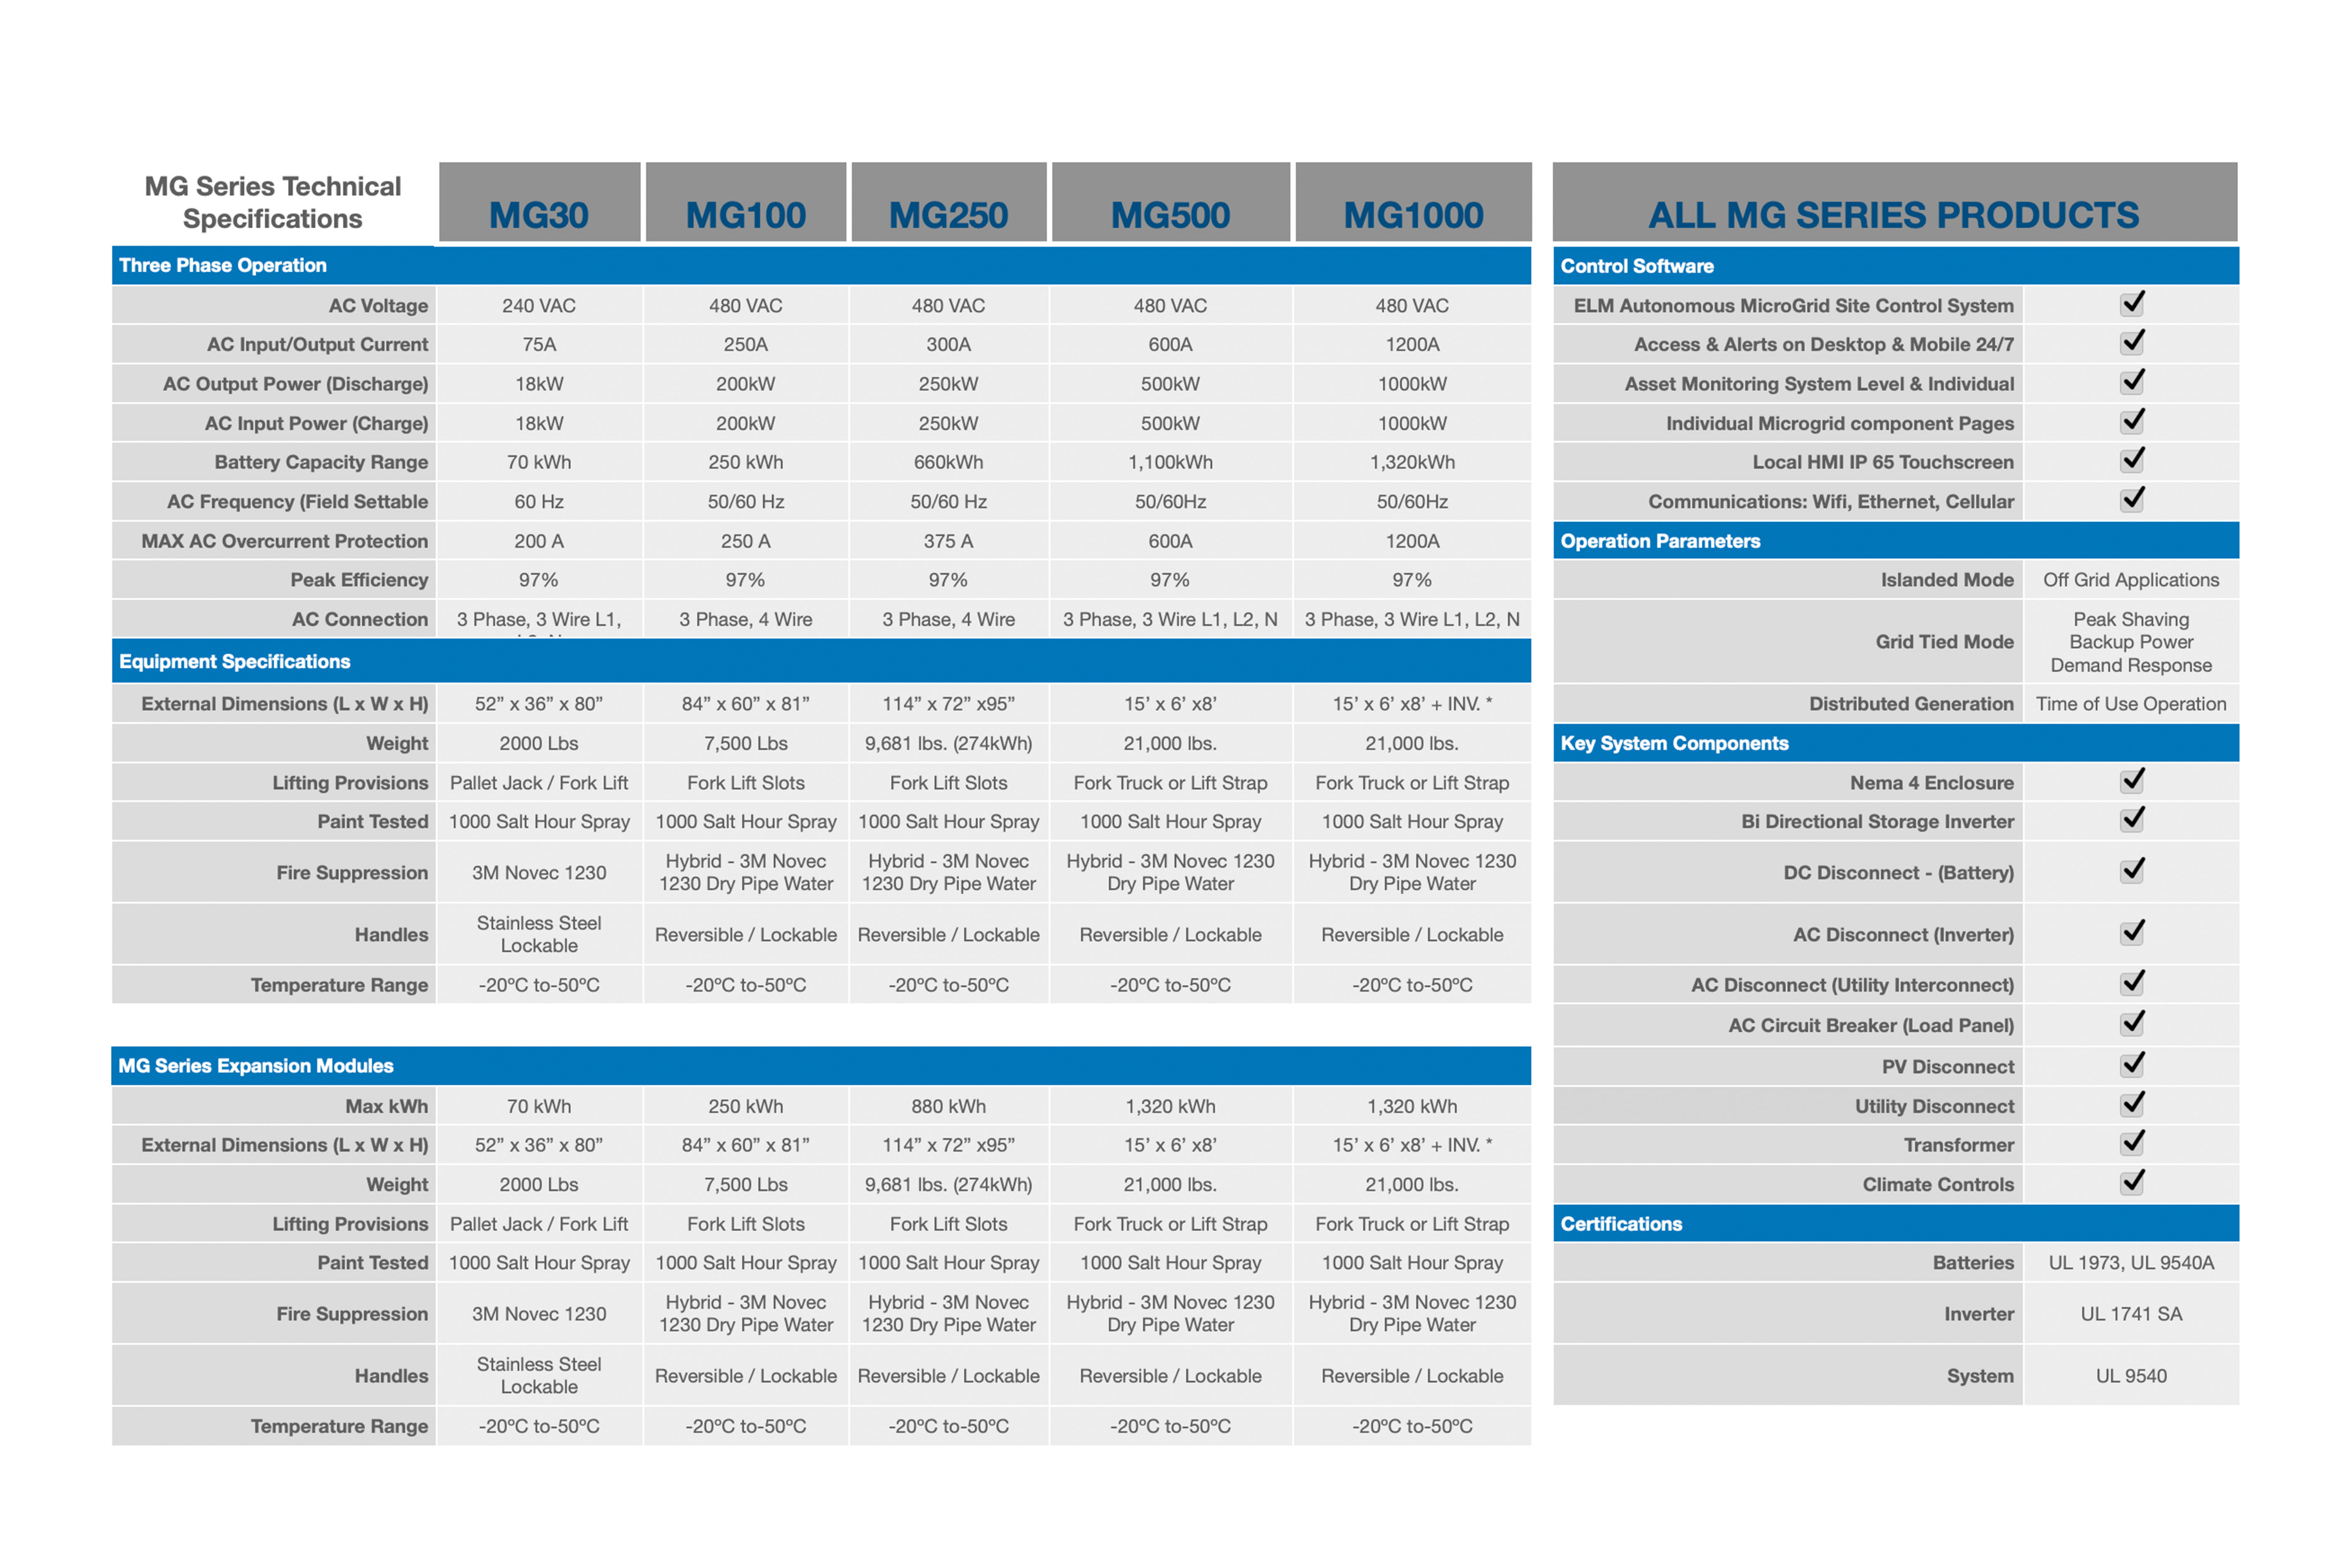 MG Series Technical
Specifications
MG30 MG100 MG250 MG500 MG1000
Three Phase Operation
AC Voltage 240 VAC 480 VAC 480 VAC 480 VAC 480 VAC
AC Input/Output Current 75A 250A 300A 600A 1200A
AC Output Power (Discharge) 18kW 200kW 250kW 500kW 1000kW
AC Input Power (Charge) 18kW 200kW 250kW 500kW 1000kW
Battery Capacity Range 70 kWh 250 kWh 660kWh 1,100kWh 1,320kWh
AC Frequency (Field Settable 60 Hz 50/60 Hz 50/60 Hz 50/60Hz 50/60Hz
MAX AC Overcurrent Protection 200 A 250 A 375 A 600A 1200A
Peak Efficiency 97% 97% 97% 97% 97%
AC Connection 3 Phase, 3 Wire L1, 3 Phase, 4 Wire 3 Phase, 4 Wire 3 Phase, 3 Wire L1, L2, N 3 Phase, 3 Wire L1, L2, N
Equipment Specifications
External Dimensions (L x W x H) 52” x 36” x 80” 84” x 60” x 81” 114” x 72” x95” 15’ x 6’ x8’ 15’ x 6’ x8’ + INV. *
Weight 2000 Lbs 7,500 Lbs 9,681 lbs. (274kWh) 21,000 lbs. 21,000 lbs.
Lifting Provisions Pallet Jack / Fork Lift Fork Lift Slots Fork Lift Slots Fork Truck or Lift Strap Fork Truck or Lift Strap
Paint Tested 1000 Salt Hour Spray 1000 Salt Hour Spray 1000 Salt Hour Spray 1000 Salt Hour Spray 1000 Salt Hour Spray
Fire Suppression 3M Novec 1230 Hybrid - 3M Novec 1230 Dry Pipe Water Hybrid - 3M Novec 1230 Dry Pipe Water Hybrid - 3M Novec 1230 Dry Pipe Water Hybrid - 3M Novec 1230 Dry Pipe Water
Handles Stainless Steel Lockable Reversible / Lockable Reversible / Lockable Reversible / Lockable Reversible / Lockable
Temperature Range -20ºC to-50ºC -20ºC to-50ºC -20ºC to-50ºC -20ºC to-50ºC -20ºC to-50ºC
MG Series Expansion Modules
Max kWh 70 kWh 250 kWh 880 kWh 1,320 kWh 1,320 kWh
External Dimensions (L x W x H) 52” x 36” x 80” 84” x 60” x 81” 114” x 72” x95” 15’ x 6’ x8’ 15’ x 6’ x8’ + INV. *
Weight 2000 Lbs 7,500 Lbs 9,681 lbs. (274kWh) 21,000 lbs. 21,000 lbs.
Lifting Provisions Pallet Jack / Fork Lift Fork Lift Slots Fork Lift Slots Fork Truck or Lift Strap Fork Truck or Lift Strap
Paint Tested 1000 Salt Hour Spray 1000 Salt Hour Spray 1000 Salt Hour Spray 1000 Salt Hour Spray 1000 Salt Hour Spray
Fire Suppression 3M Novec 1230 Hybrid - 3M Novec 1230 Dry Pipe Water Hybrid - 3M Novec 1230 Dry Pipe Water Hybrid - 3M Novec 1230 Dry Pipe Water Hybrid - 3M Novec 1230 Dry Pipe Water
Handles Stainless Steel Lockable Reversible / Lockable Reversible / Lockable Reversible / Lockable Reversible / Lockable
Temperature Range -20ºC to-50ºC -20ºC to-50ºC -20ºC to-50ºC -20ºC to-50ºC -20ºC to-50ºC
ALL MG SERIES PRODUCTS
Control Software
ELM Autonomous MicroGrid Site Control System
Access & Alerts on Desktop & Mobile 24/7
Asset Monitoring System Level & Individual
Individual Microgrid component Pages
Local HMI IP 65 Touchscreen
Communications: Wifi, Ethernet, Cellular
Operation Parameters
Islanded Mode Off Grid Applications
Grid Tied Mode Peak Shaving
Backup Power
Demand Response
Distributed Generation Time of Use Operation
Key System Components
Nema 4 Enclosure
Bi Directional Storage Inverter
DC Disconnect - (Battery)
AC Disconnect (Inverter)
AC Disconnect (Utility Interconnect)
AC Circuit Breaker (Load Panel)
PV Disconnect
Utility Disconnect
Transformer
Climate Controls
Certifications
Batteries UL 1973, UL 9540A
Inverter UL 1741 SA
System UL 9540